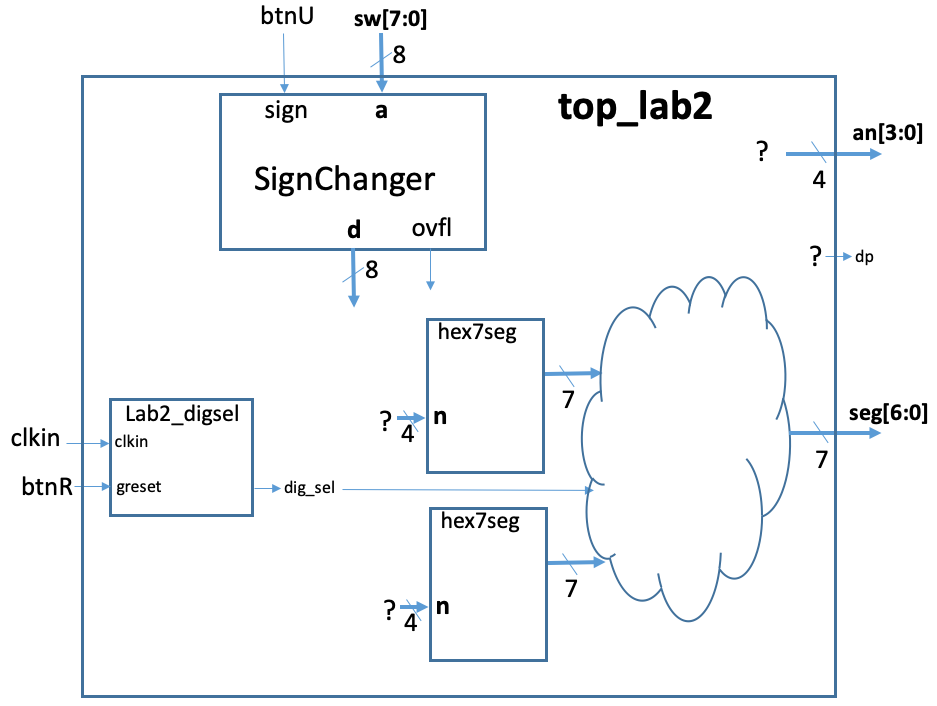 btnU
sw[7:0]
8
sign
a
top_lab2
SignChanger
an[3:0]
?
4
d
ovfl
8
?
dp
hex7seg
7
?
4
n
Lab2_digsel
clkin
clkin
btnR
greset
dig_sel
seg[6:0]
7
hex7seg
7
?
4
n